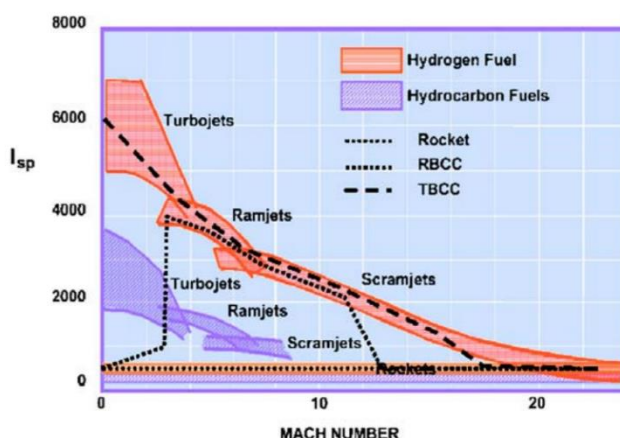 8000
6000
4000
2000
0
Isp
Hydrogen Fuel
Hydrocarbon Fuels
Rocket
RBCC
TBCC
Turbojets
Ramjets
Scramjets
Turbojets
Ramjets
Scramjets
Rockets
0
10
20
MACH NUMBER